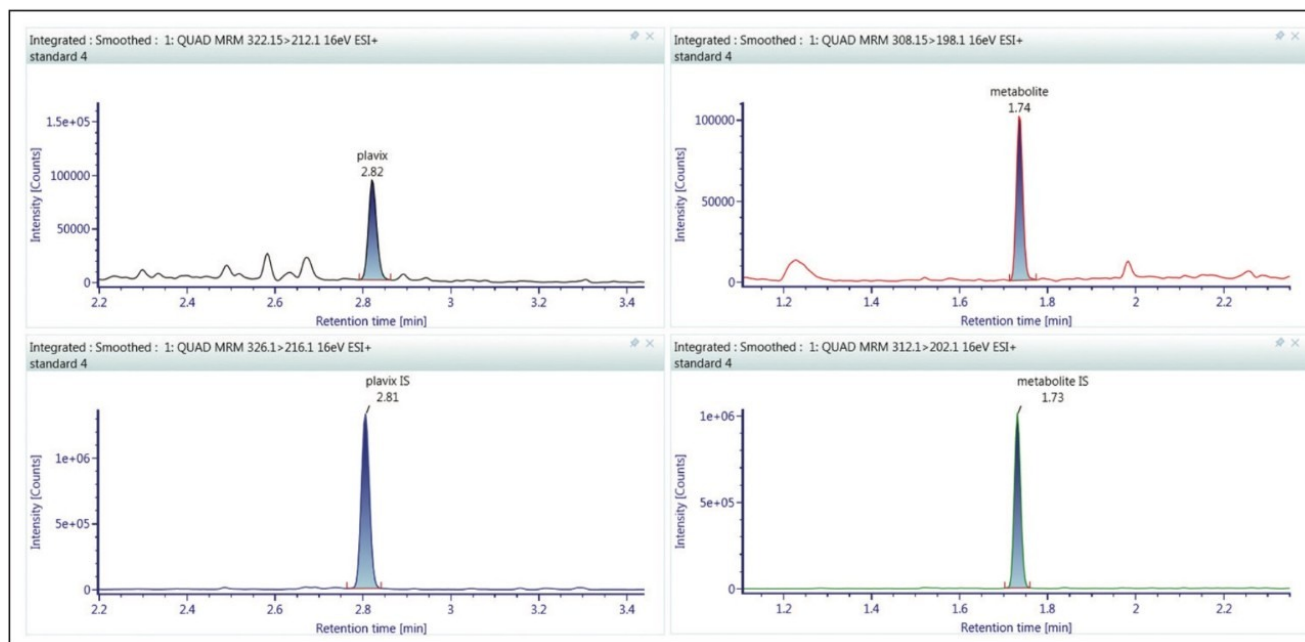 Integrated : Smoothed : 1: QUAD MRM 322.15>212.1 16eV ESI+
standard 4
plavix
2.82
Intensity [Counts]
1.5e+05
100000
50000
0
2.2 2.4 2.6 2.8 3 3.2 3.4
Retention time [min]
Integrated : Smoothed : 1: QUAD MRM 308.15>198.1 16eV ESI+
standard 4
metabolite
1.74
Intensity [Counts]
100000
50000
0
1.2 1.4 1.6 1.8 2 2.2
Retention time [min]
Integrated : Smoothed : 1: QUAD MRM 326.1>216.1 16eV ESI+
standard 4
plavix IS
2.81
Intensity [Counts]
1e+06
5e+05
0
2.2 2.4 2.6 2.8 3 3.2 3.4
Retention time [min]
Integrated : Smoothed : 1: QUAD MRM 312.1>202.1 16eV ESI+
standard 4
metabolite IS
1.73
Intensity [Counts]
1e+06
5e+05
0
1.2 1.4 1.6 1.8 2 2.2
Retention time [min]